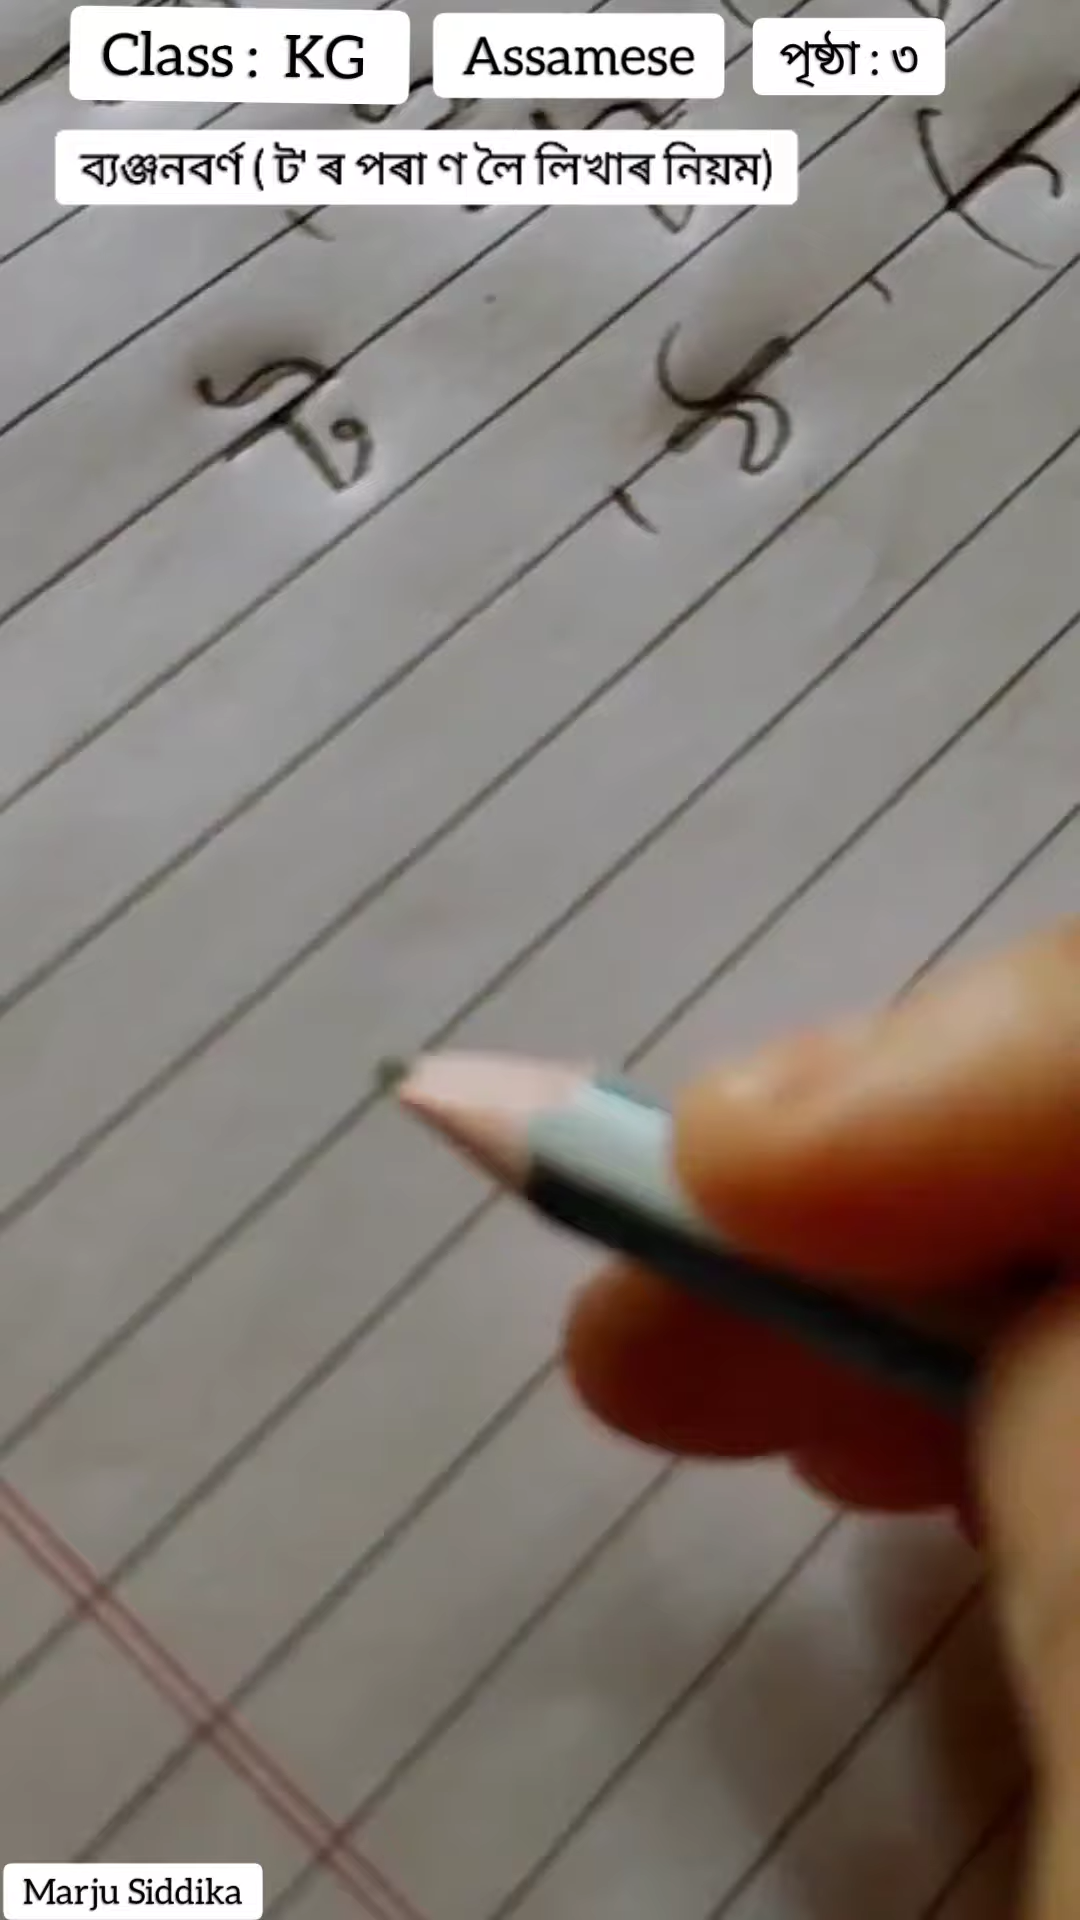 Class : KG Assamese পৃষ্ঠা : ৩
ব্যঞ্জনবৰ্ণ ( ট' ৰ পৰা ণ লৈ লিখাৰ নিয়ম)
ট
Marju Siddika